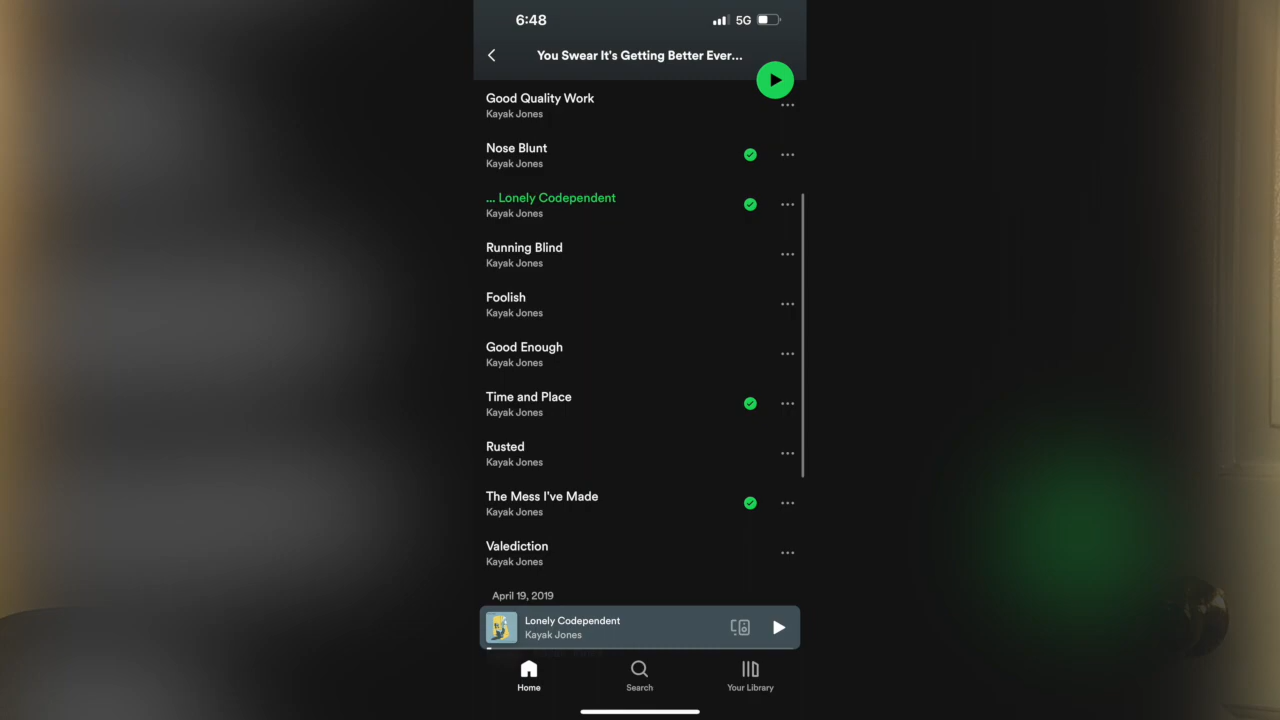 6:48
5G
You Swear It's Getting Better Ever...
Good Quality Work
Kayak Jones
Nose Blunt
Kayak Jones
... Lonely Codependent
Kayak Jones
Running Blind
Kayak Jones
Foolish
Kayak Jones
Good Enough
Kayak Jones
Time and Place
Kayak Jones
Rusted
Kayak Jones
The Mess I've Made
Kayak Jones
Valediction
Kayak Jones
April 19, 2019
Lonely Codependent
Kayak Jones
Home
Search
Your Library